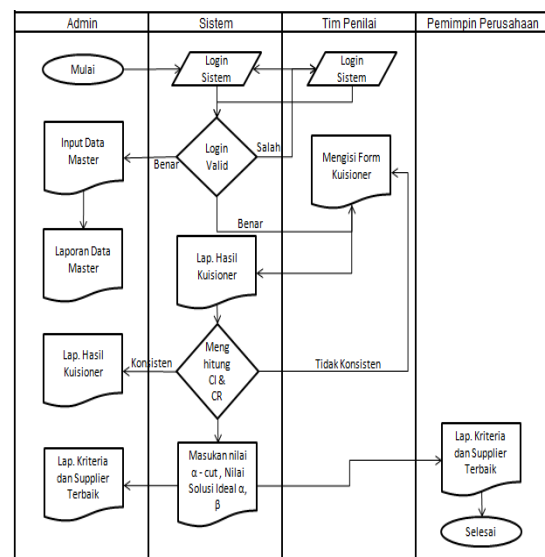 Admin
Sistem
Tim Penilai
Pemimpin Perusahaan
Mulai
Login
Sistem
Login
Sistem
Input Data
Master
Benar
Login
Valid
Salah
Mengisi Form
Kuisioner
Benar
Laporan Data
Master
Lap. Hasil
Kuisioner
Lap. Hasil
Kuisioner
Konsisten
Meng
hitung
CI &
CR
Tidak Konsisten
Lap. Kriteria
dan Supplier
Terbaik
Masukan nilai
α - cut , Nilai
Solusi Ideal α,
β
Lap. Kriteria
dan Supplier
Terbaik
Selesai